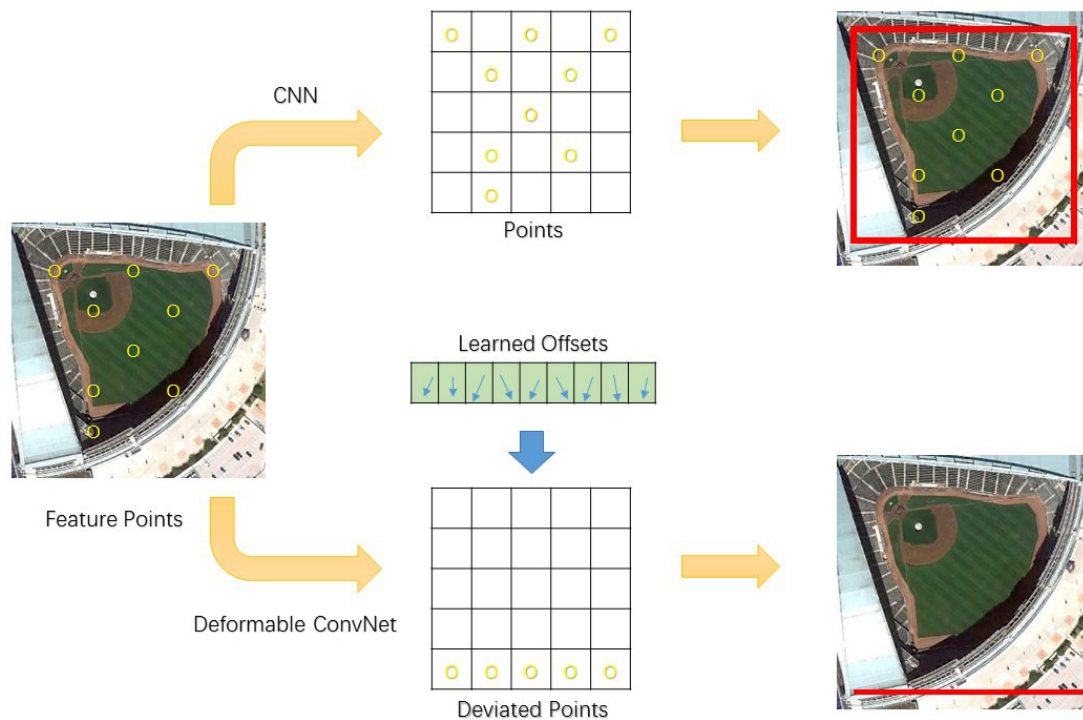 CNN
Points
Learned Offsets
Feature Points
Deformable ConvNet
Deviated Points